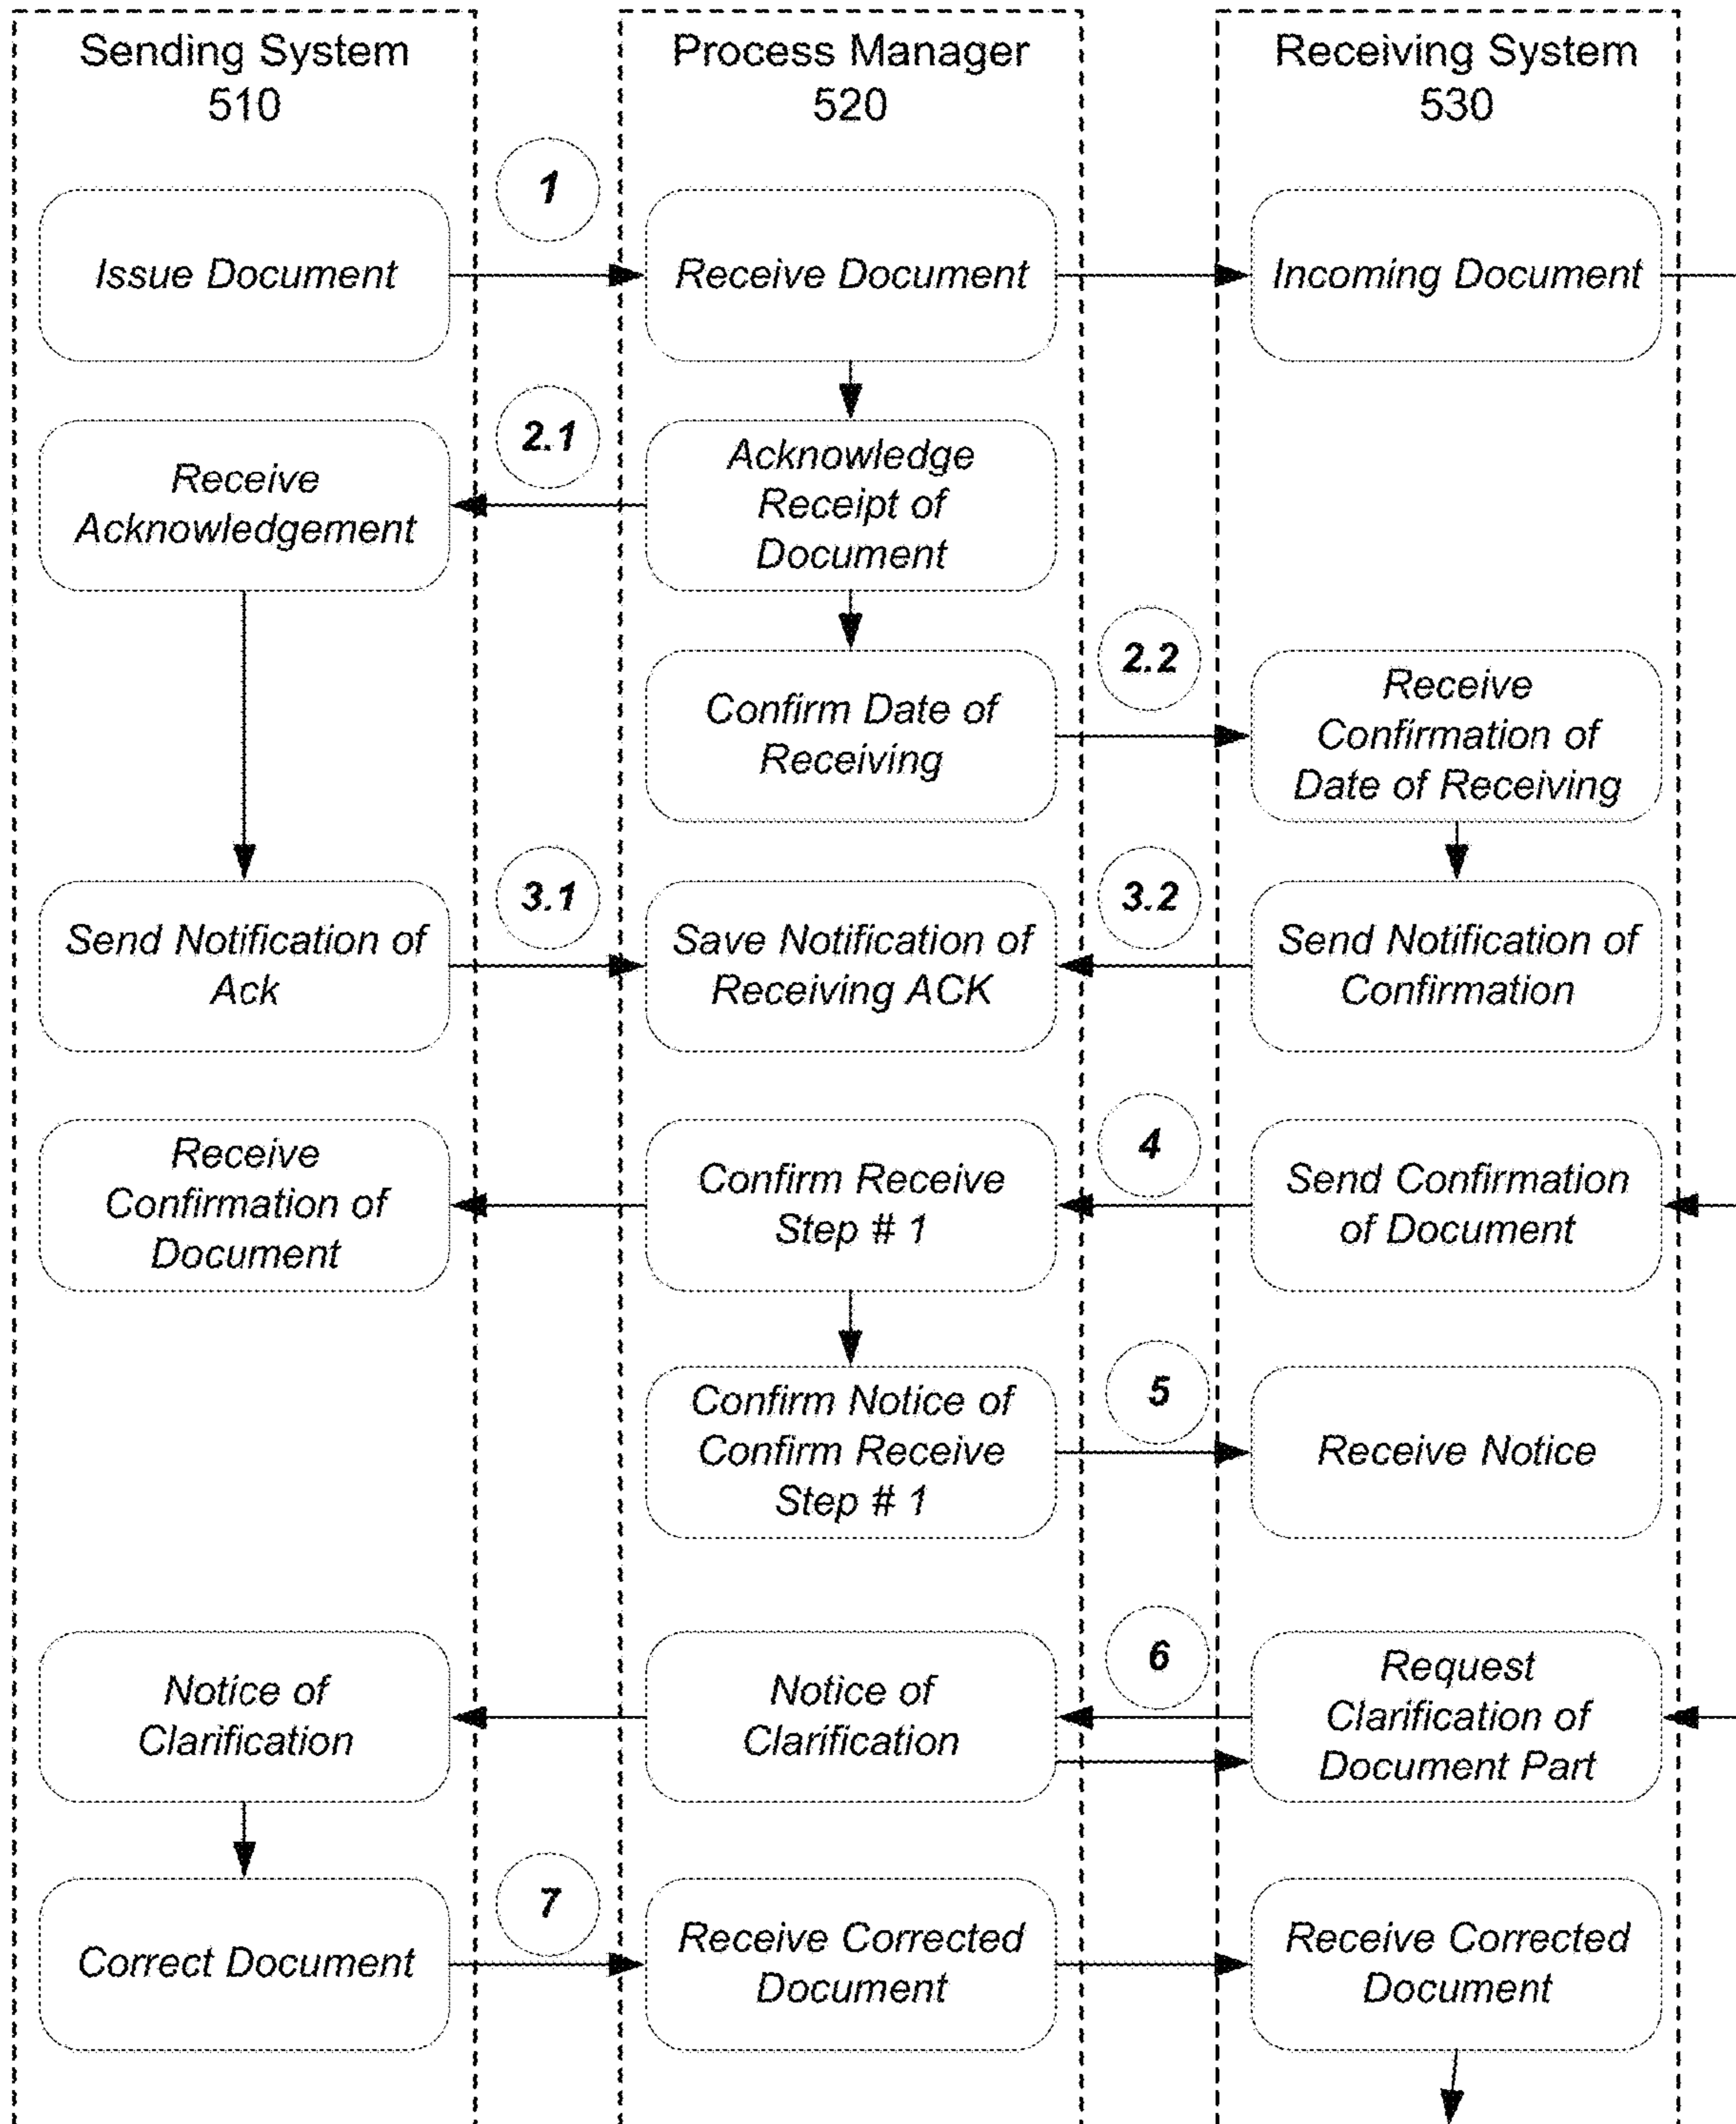 Sending System
510
Process Manager
520
Receiving System
530
1
Issue Document
Receive Document
Incoming Document
2.1
Receive
Acknowledgement
Acknowledge
Receipt of
Document
2.2
Confirm Date of
Receiving
Receive
Confirmation of
Date of Receiving
3.1
3.2
Send Notification of
Ack
Save Notification of
Receiving ACK
Send Notification of
Confirmation
4
Receive
Confirmation of
Document
Confirm Receive
Step # 1
Send Confirmation
of Document
5
Confirm Notice of
Confirm Receive
Step # 1
Receive Notice
6
Notice of
Clarification
Notice of
Clarification
Request
Clarification of
Document Part
7
Correct Document
Receive Corrected
Document
Receive Corrected
Document